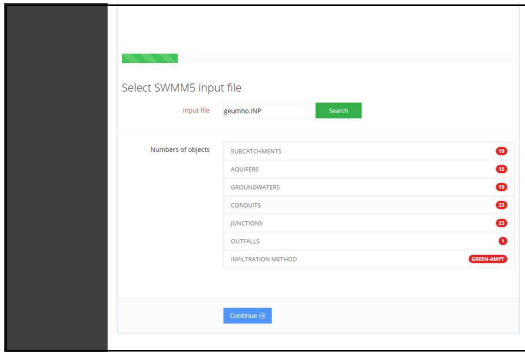 Select SWMM5 input file
Input file geumho.INP Search
Numbers of objects SUBCATCHMENTS 19
AQUIFERS 15
GROUNDWATERS 19
CONDUITS 23
JUNCTIONS 23
OUTFALLS 1
INFILTRATION METHOD GREEN-AMPT
Continue